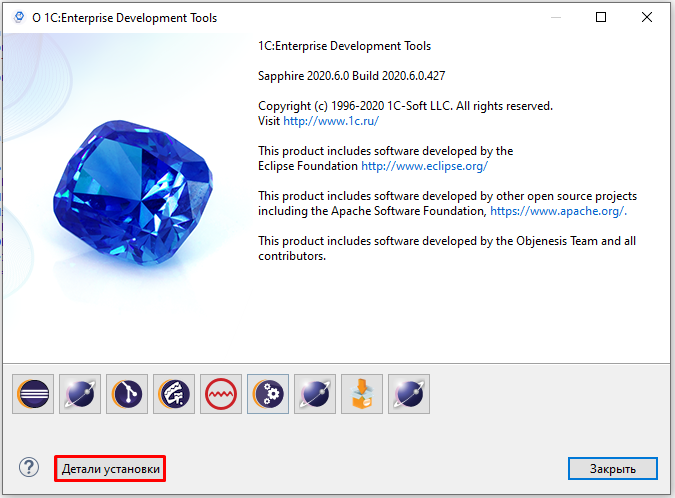 О 1C:Enterprise Development Tools
1C:Enterprise Development Tools
Sapphire 2020.6.0 Build 2020.6.0.427
Copyright (c) 1996-2020 1C-Soft LLC. All rights reserved.
Visit http://www.1c.ru/
This product includes software developed by the
Eclipse Foundation http://www.eclipse.org/
This product includes software developed by other open source projects
including the Apache Software Foundation, https://www.apache.org/.
This product includes software developed by the Objenesis Team and all
contributors.
Детали установки
Закрыть